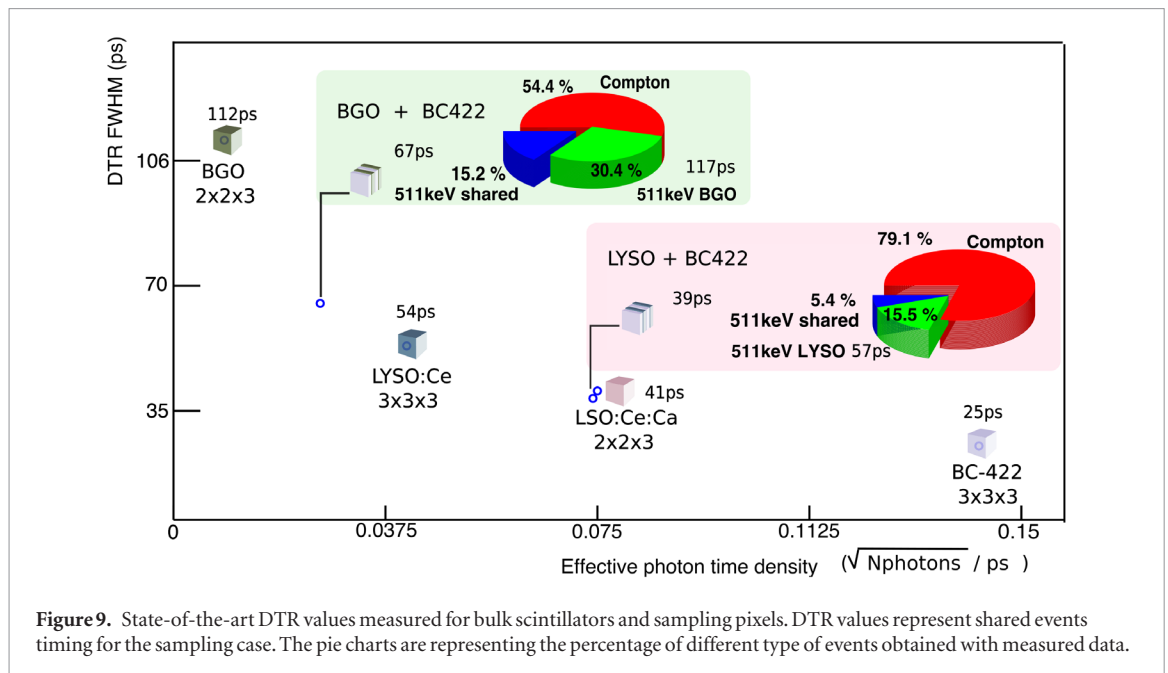 DTR FWHM (ps)
106
70
35
0
0.0375
0.075
0.1125
0.15
Effective photon time density (√Nphotons / ps )
112ps
BGO
2x2x3
BGO + BC422
67ps
54.4 %
Compton
15.2 %
511keV shared
30.4 %
117ps
511keV BGO
LYSO + BC422
39ps
79.1 %
Compton
5.4 %
511keV shared
15.5 %
511keV LYSO 57ps
54ps
LYSO:Ce
3x3x3
41ps
LSO:Ce:Ca
2x2x3
25ps
BC-422
3x3x3
Figure 9. State-of-the-art DTR values measured for bulk scintillators and sampling pixels. DTR values represent shared events
timing for the sampling case. The pie charts are representing the percentage of different type of events obtained with measured data.